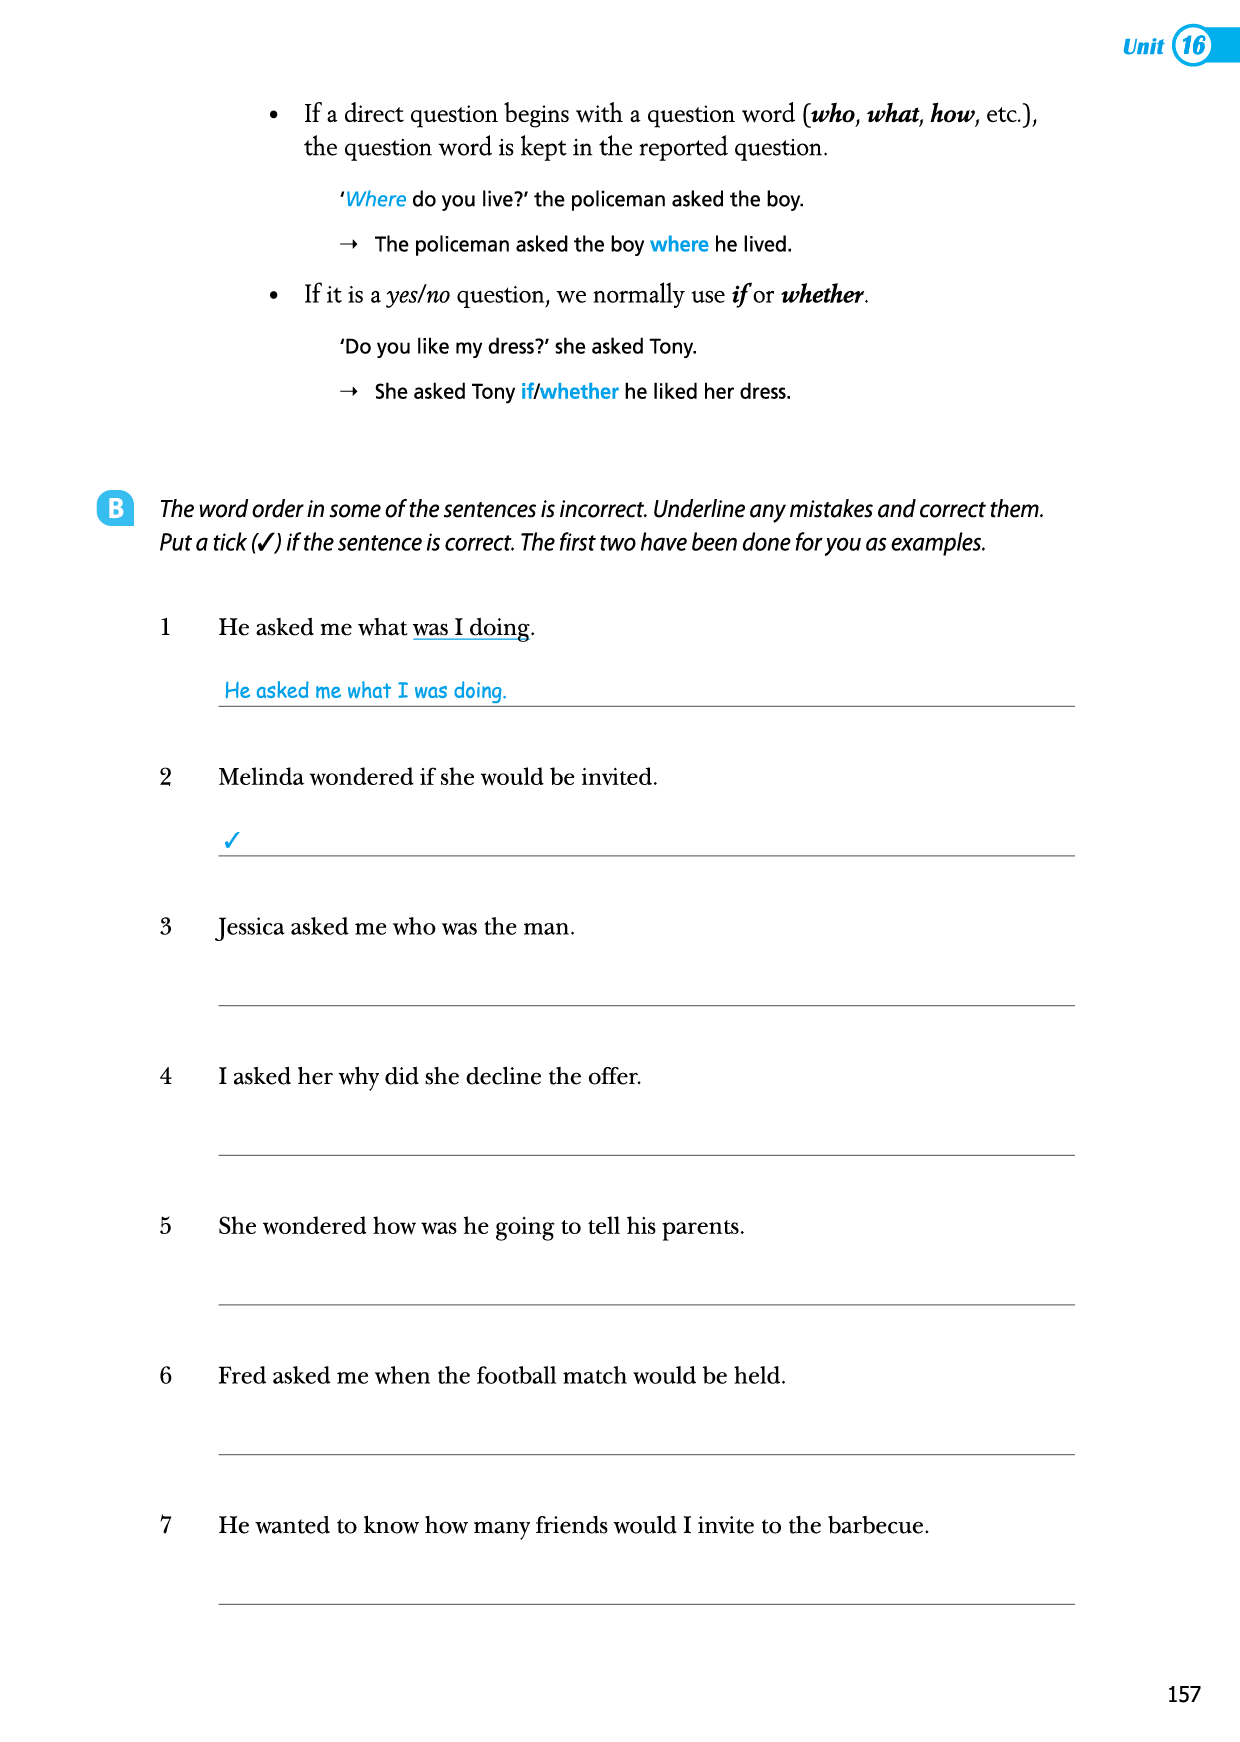 Unit 16
• If a direct question begins with a question word (who, what, how, etc.),
the question word is kept in the reported question.
‘Where do you live?’ the policeman asked the boy.
→ The policeman asked the boy where he lived.
• If it is a yes/no question, we normally use if or whether.
‘Do you like my dress?’ she asked Tony.
→ She asked Tony if/whether he liked her dress.
B The word order in some of the sentences is incorrect. Underline any mistakes and correct them.
Put a tick (✓) if the sentence is correct. The first two have been done for you as examples.
1 He asked me what was I doing.
He asked me what I was doing.
2 Melinda wondered if she would be invited.
✓
3 Jessica asked me who was the man.
4 I asked her why did she decline the offer.
5 She wondered how was he going to tell his parents.
6 Fred asked me when the football match would be held.
7 He wanted to know how many friends would I invite to the barbecue.
157